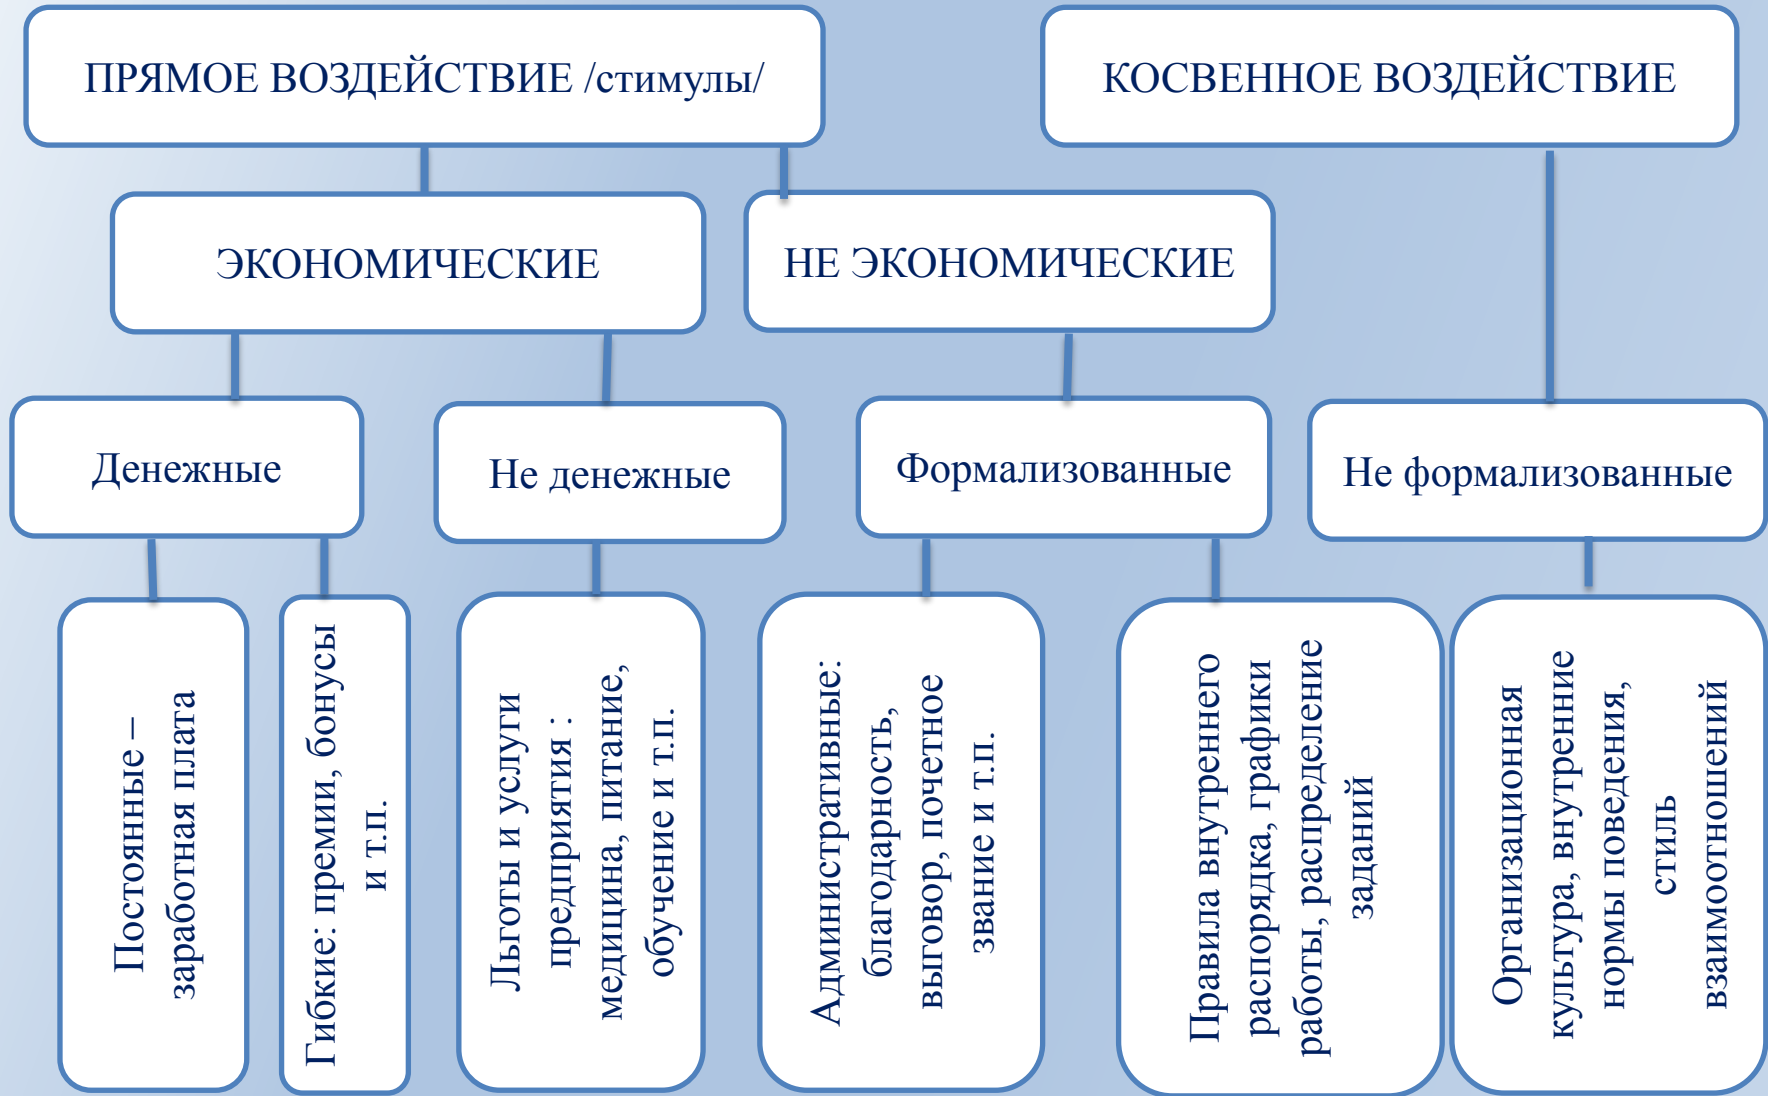 ПРЯМОЕ ВОЗДЕЙСТВИЕ /стимулы/
КОСВЕННОЕ ВОЗДЕЙСТВИЕ
ЭКОНОМИЧЕСКИЕ
НЕ ЭКОНОМИЧЕСКИЕ
Денежные
Не денежные
Формализованные
Не формализованные
Постоянные –
заработная плата
Гибкие: премии, бонусы
и т.п.
Льготы и услуги
предприятия :
медицина, питание,
обучение и т.п.
Административные:
благодарность,
выговор, почетное
звание и т.п.
Правила внутреннего
распорядка, графики
работы, распределение
заданий
Организационная
культура, внутренние
нормы поведения,
стиль
взаимоотношений